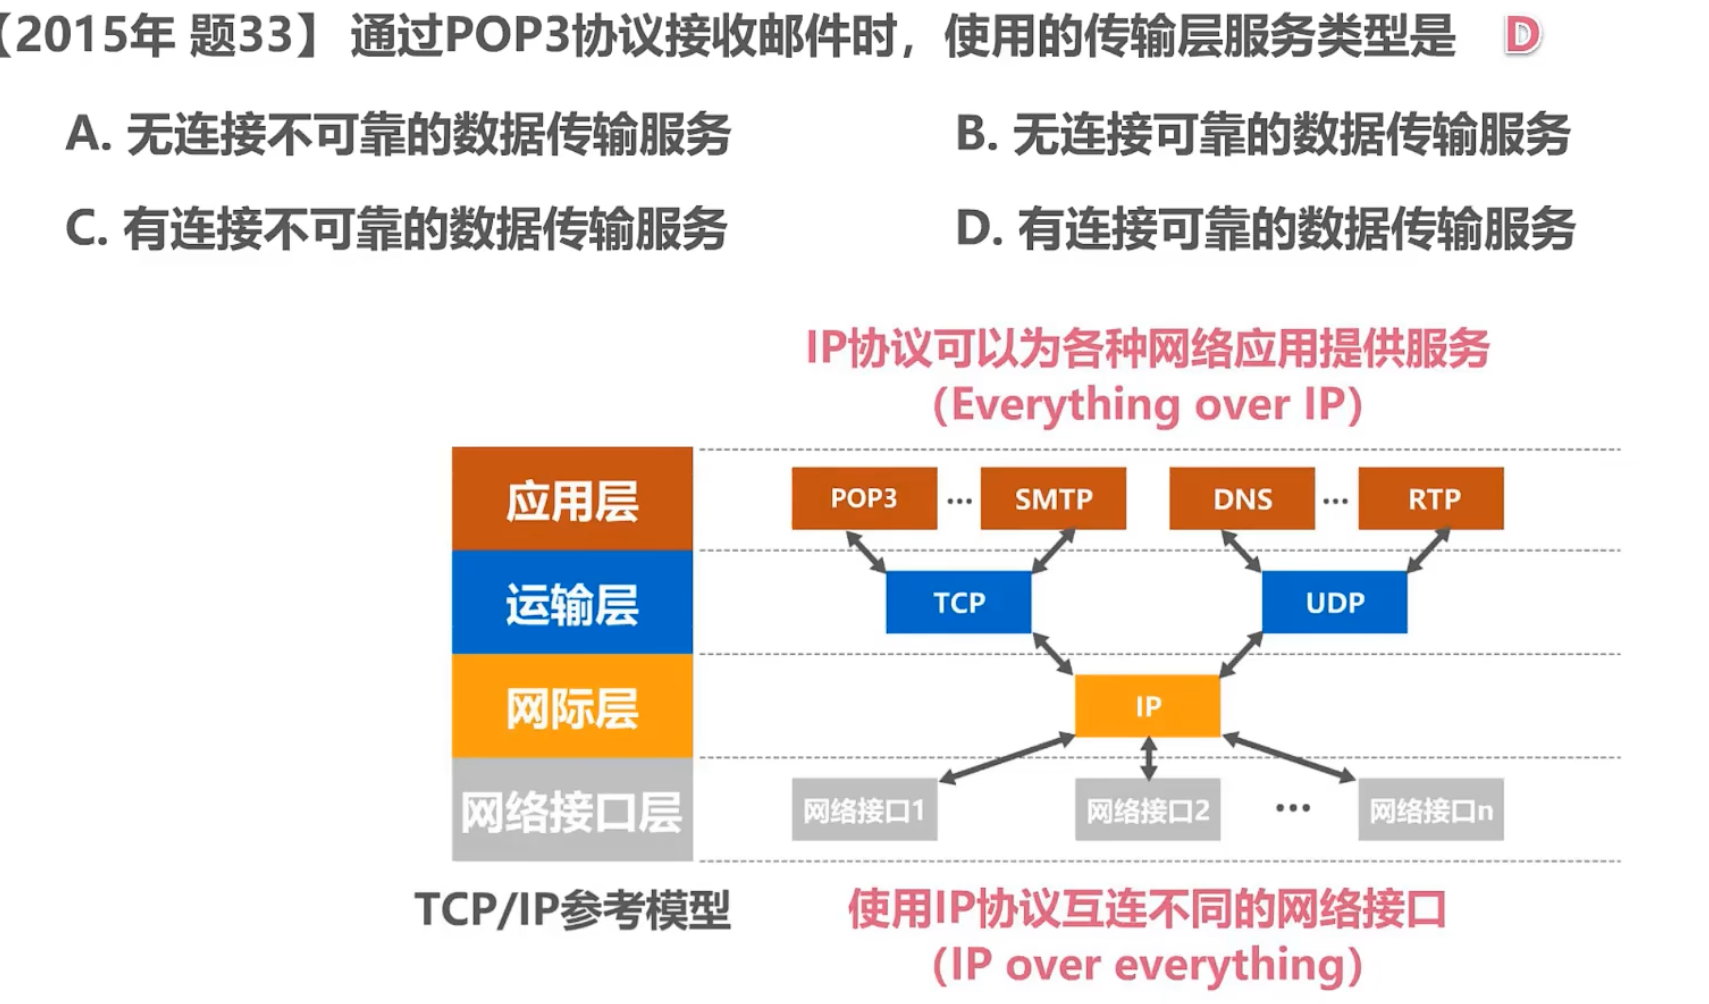 【2015年 题33】 通过POP3协议接收邮件时，使用的传输层服务类型是 D
A. 无连接不可靠的数据传输服务
B. 无连接可靠的数据传输服务
C. 有连接不可靠的数据传输服务
D. 有连接可靠的数据传输服务
IP协议可以为各种网络应用提供服务
(Everything over IP)
应用层
POP3 ... SMTP DNS ... RTP
运输层
TCP UDP
网际层
IP
网络接口层
网络接口1 网络接口2 ... 网络接口n
TCP/IP参考模型
使用IP协议互连不同的网络接口
(IP over everything)